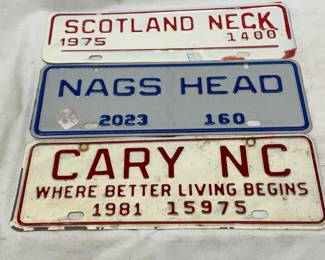 SCOTLAND NECK
1975 1400
NAGS HEAD
2023 160
CARY NC
WHERE BETTER LIVING BEGINS
1981 15975